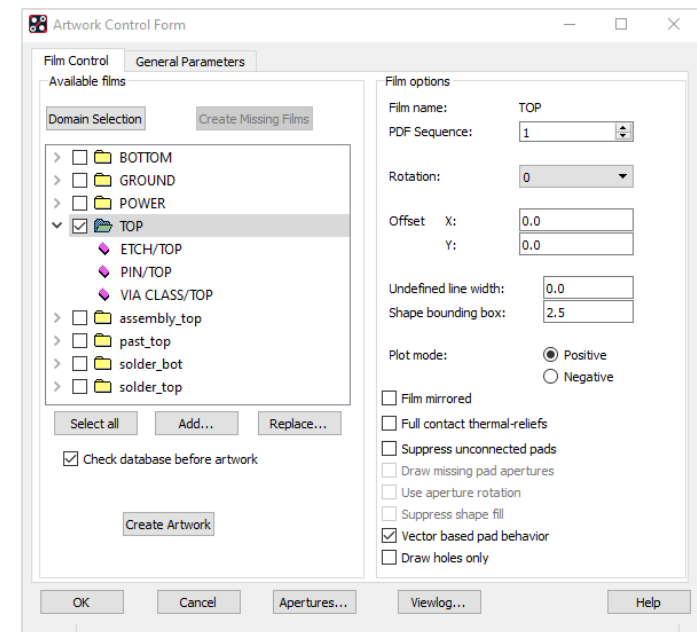 Artwork Control Form
Film Control General Parameters
Available films
Domain Selection Create Missing Films
BOTTOM
GROUND
POWER
TOP
ETCH/TOP
PIN/TOP
VIA CLASS/TOP
assembly_top
past_top
solder_bot
solder_top
Select all Add... Replace...
Check database before artwork
Create Artwork
Film options
Film name: TOP
PDF Sequence: 1
Rotation: 0
Offset X: 0.0
Y: 0.0
Undefined line width: 0.0
Shape bounding box: 2.5
Plot mode: Positive
Negative
Film mirrored
Full contact thermal-reliefs
Suppress unconnected pads
Draw missing pad apertures
Use aperture rotation
Suppress shape fill
Vector based pad behavior
Draw holes only
OK Cancel Apertures... Viewlog... Help